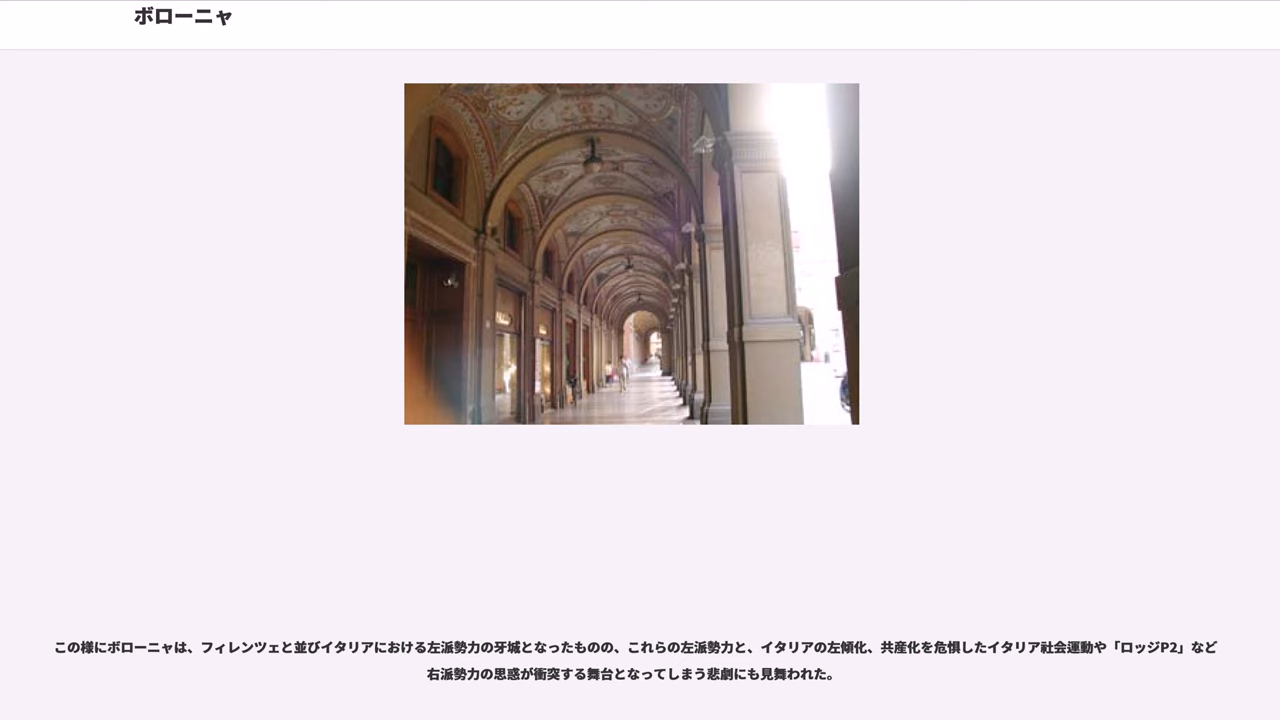 ボローニャ
この様にボローニャは、フィレンツェと並びイタリアにおける左派勢力の牙城となったものの、これらの左派勢力と、イタリアの左傾化、共産化を危惧したイタリア社会運動や「ロッジP2」など
右派勢力の思惑が衝突する舞台となってしまう悲劇にも見舞われた。